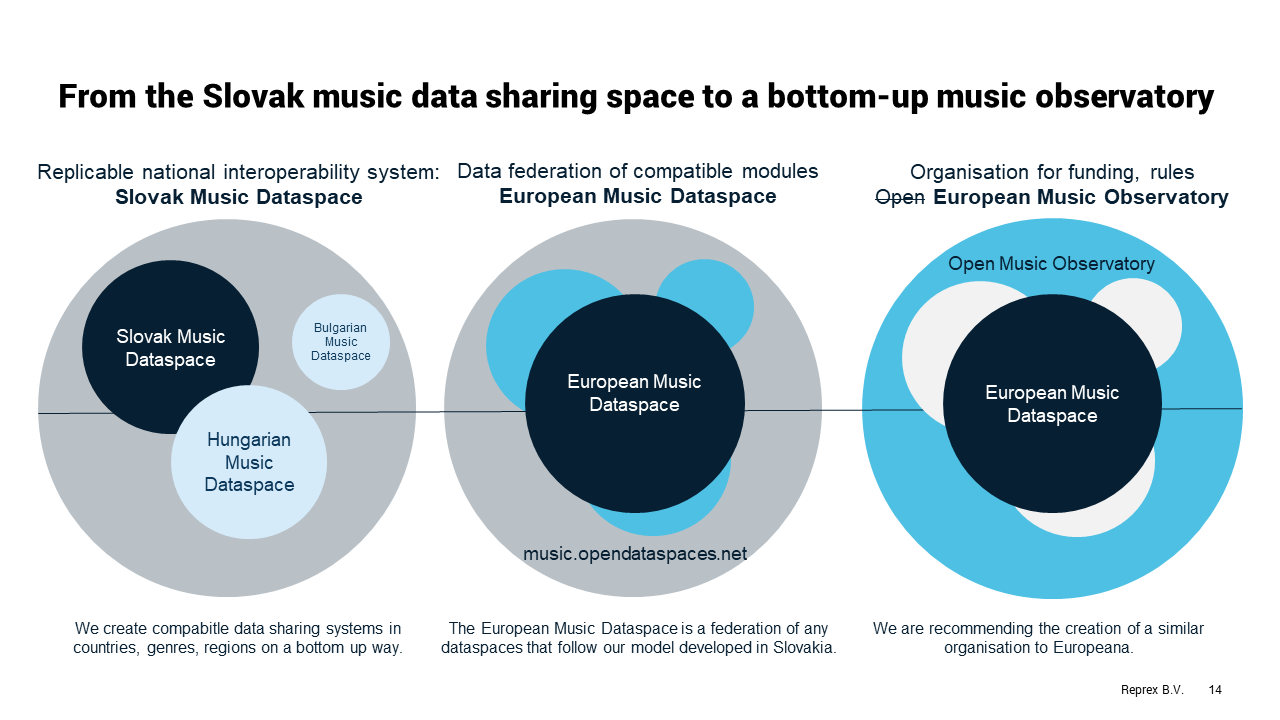 From the Slovak music data sharing space to a bottom-up music observatory
Replicable national interoperability system:
Slovak Music Dataspace
Slovak Music
Dataspace
Bulgarian
Music
Dataspace
Hungarian
Music
Dataspace
We create compabitle data sharing systems in
countries, genres, regions on a bottom up way.
Data federation of compatible modules
European Music Dataspace
European Music
Dataspace
music.opendataspaces.net
The European Music Dataspace is a federation of any
dataspaces that follow our model developed in Slovakia.
Organisation for funding, rules
Open European Music Observatory
Open Music Observatory
European Music
Dataspace
We are recommending the creation of a similar
organisation to Europeana.
Reprex B.V. 14